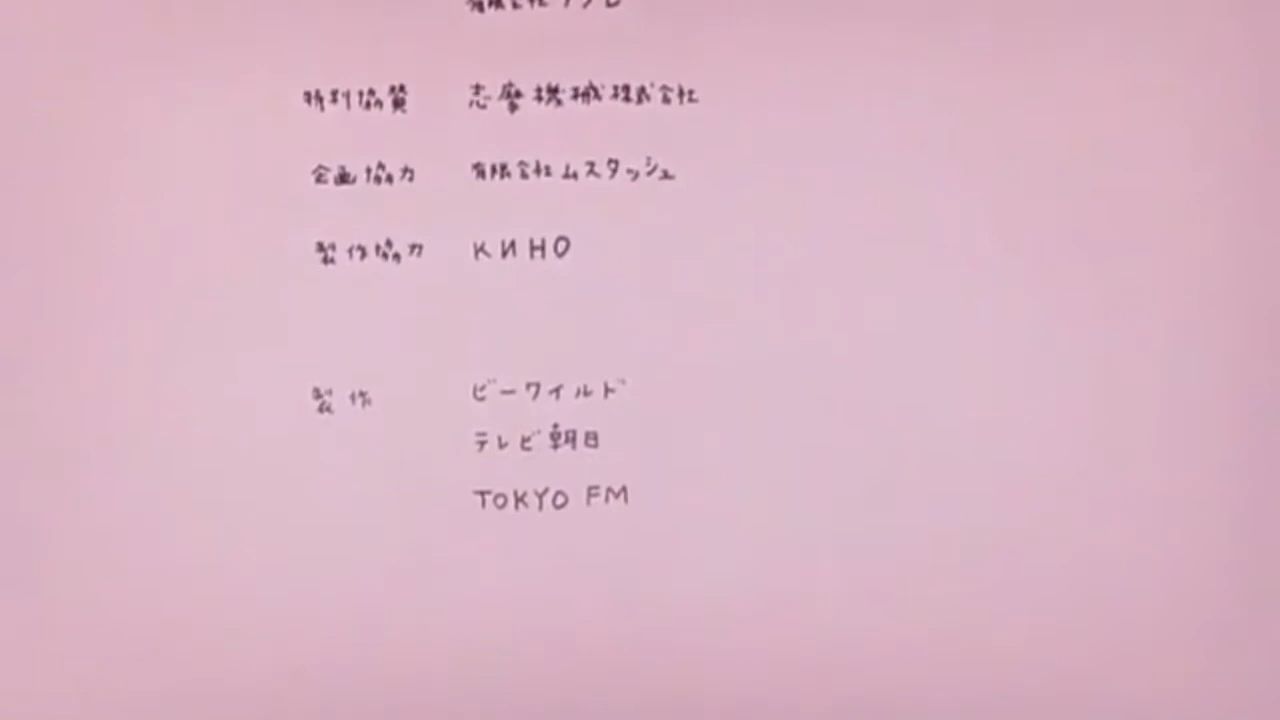 特別協賛 志摩機械株式会社
企画協力 有限会社ムスタッシュ
製作協力 КИНО
製作 ビーワイルド
テレビ朝日
TOKYO FM